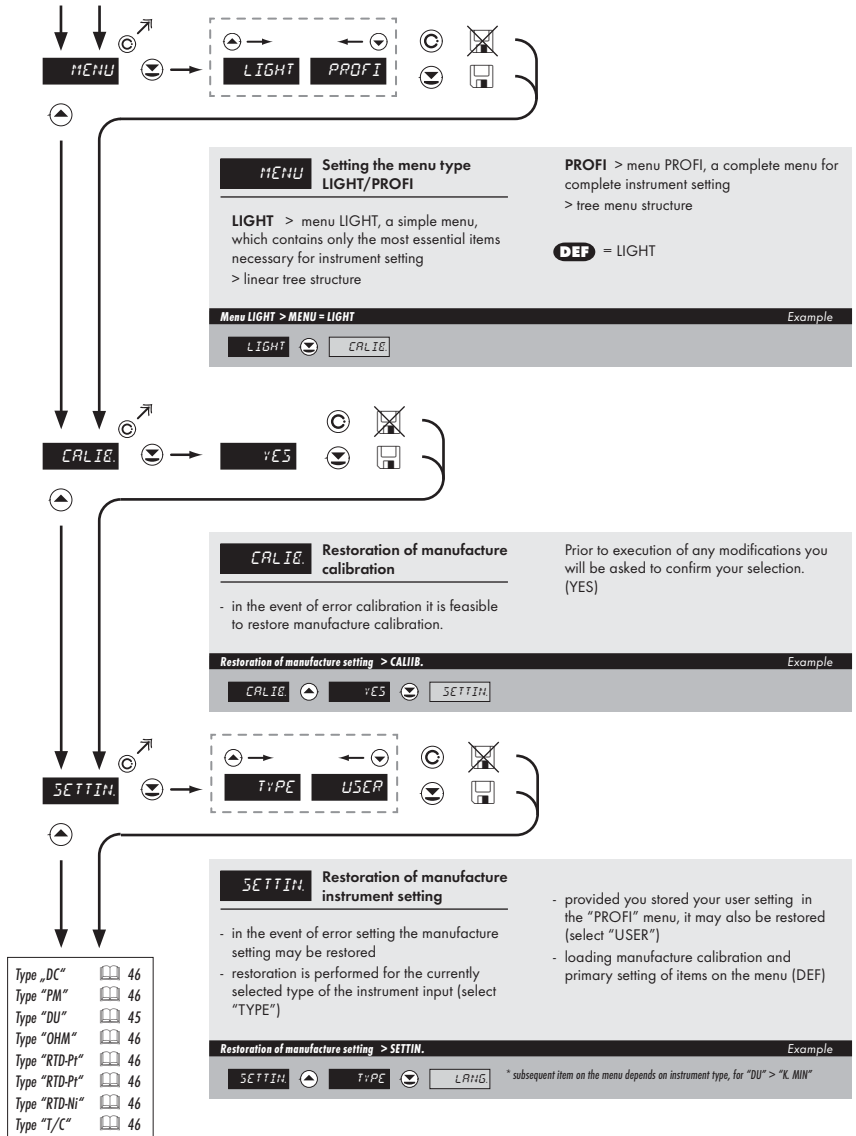 MENU
LIGHT PROFI
MENU Setting the menu type
LIGHT/PROFI
LIGHT > menu LIGHT, a simple menu,
which contains only the most essential items
necessary for instrument setting
> linear tree structure
PROFI > menu PROFI, a complete menu for
complete instrument setting
> tree menu structure
DEF = LIGHT
Menu LIGHT > MENU = LIGHT Example
LIGHT CALIB.
CALIB. YES
CALIB. Restoration of manufacture
calibration
- in the event of error calibration it is feasible
to restore manufacture calibration.
Prior to execution of any modifications you
will be asked to confirm your selection.
(YES)
Restoration of manufacture setting > CALIIB. Example
CALIB. YES SETTIN.
SETTIN. TYPE USER
SETTIN. Restoration of manufacture
instrument setting
- in the event of error setting the manufacture
setting may be restored
- restoration is performed for the currently
selected type of the instrument input (select
"TYPE")
- provided you stored your user setting in
the "PROFI" menu, it may also be restored
(select "USER")
- loading manufacture calibration and
primary setting of items on the menu (DEF)
Restoration of manufacture setting > SETTIN. Example
SETTIN. TYPE LANG. * subsequent item on the menu depends on instrument type, for "DU" > "K. MIN"
Type „DC“ 46
Type "PM" 46
Type "DU" 45
Type "OHM" 46
Type "RTD-Pt" 46
Type "RTD-Pt" 46
Type "RTD-Ni" 46
Type "T/C" 46